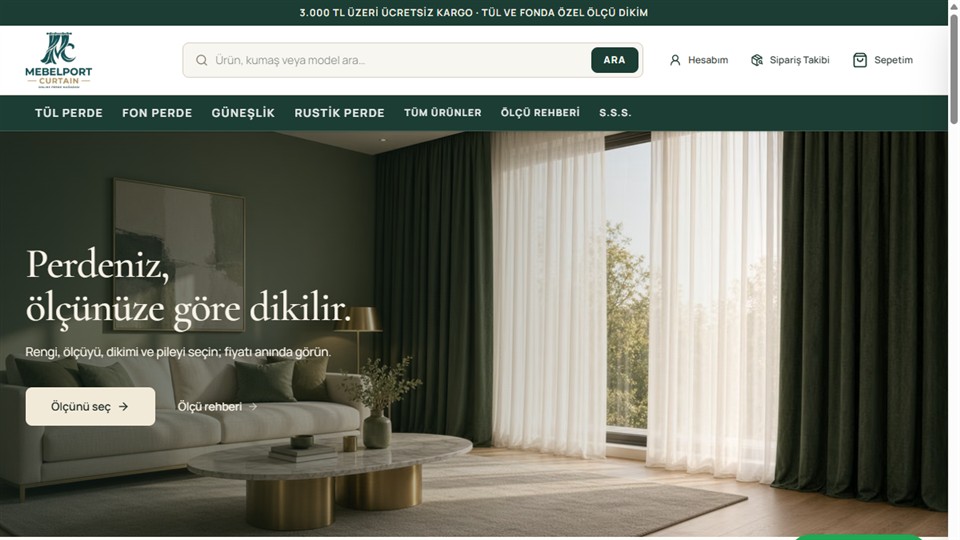 3.000 TL ÜZERİ ÜCRETSİZ KARGO · TÜL VE FONDA ÖZEL ÖLÇÜ DİKİM
MEBELPORT
CURTAIN
Ürün, kumaş veya model ara...
ARA
Hesabım
Sipariş Takibi
Sepetim
TÜL PERDE
FON PERDE
GÜNEŞLİK
RUSTİK PERDE
TÜM ÜRÜNLER
ÖLÇÜ REHBERİ
S.S.S.
Perdeniz,
ölçünüze göre dikilir.
Rengi, ölçüyü, dikimi ve pileyi seçin; fiyatı anında görün.
Ölçünü seç →
Ölçü rehberi →